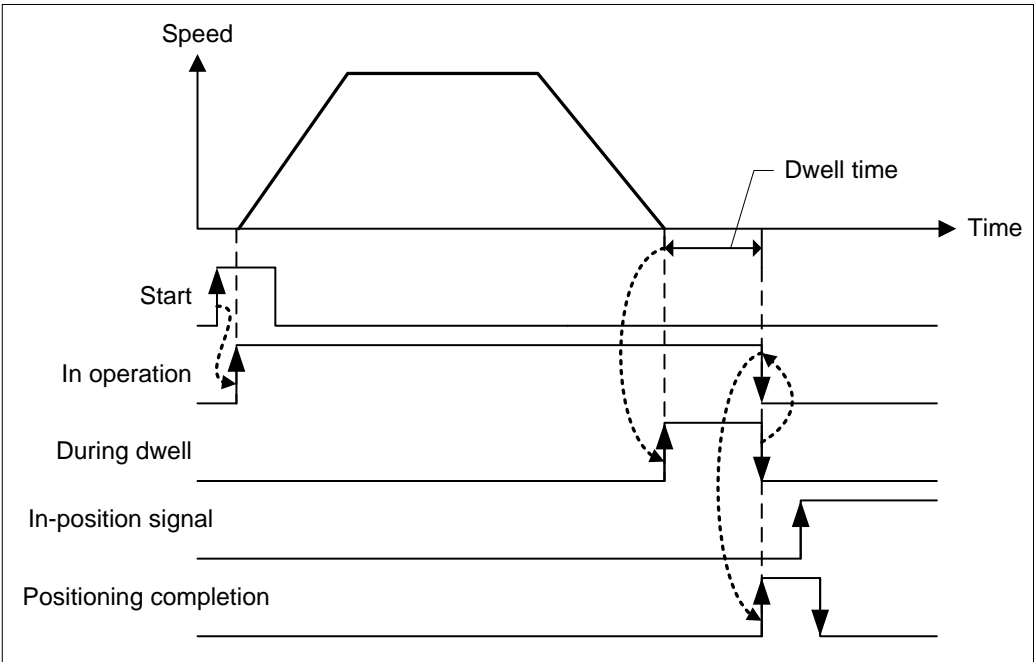 Speed
Dwell time
Time
Start
In operation
During dwell
In-position signal
Positioning completion